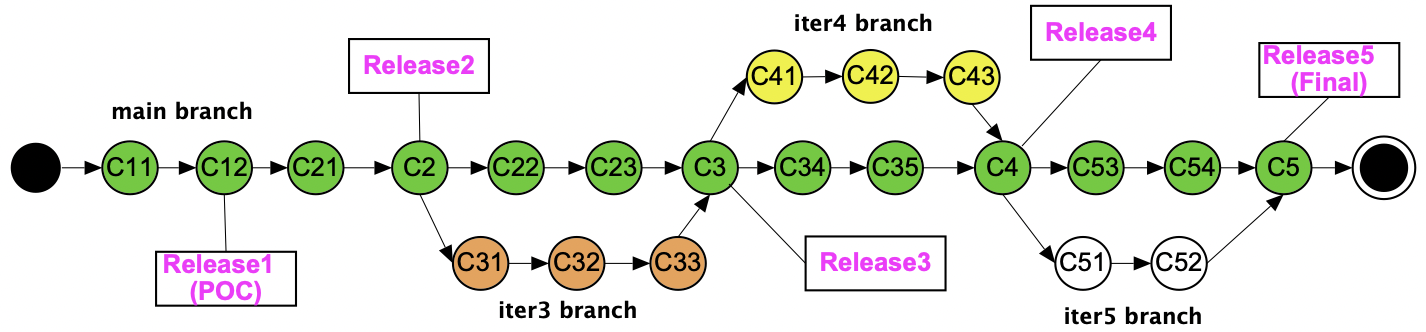 iter4 branch
Release4
Release5
(Final)
Release2
C41
C42
C43
main branch
C11
C12
C21
C2
C22
C23
C3
C34
C35
C4
C53
C54
C5
Release1
(POC)
C31
C32
C33
Release3
C51
C52
iter3 branch
iter5 branch